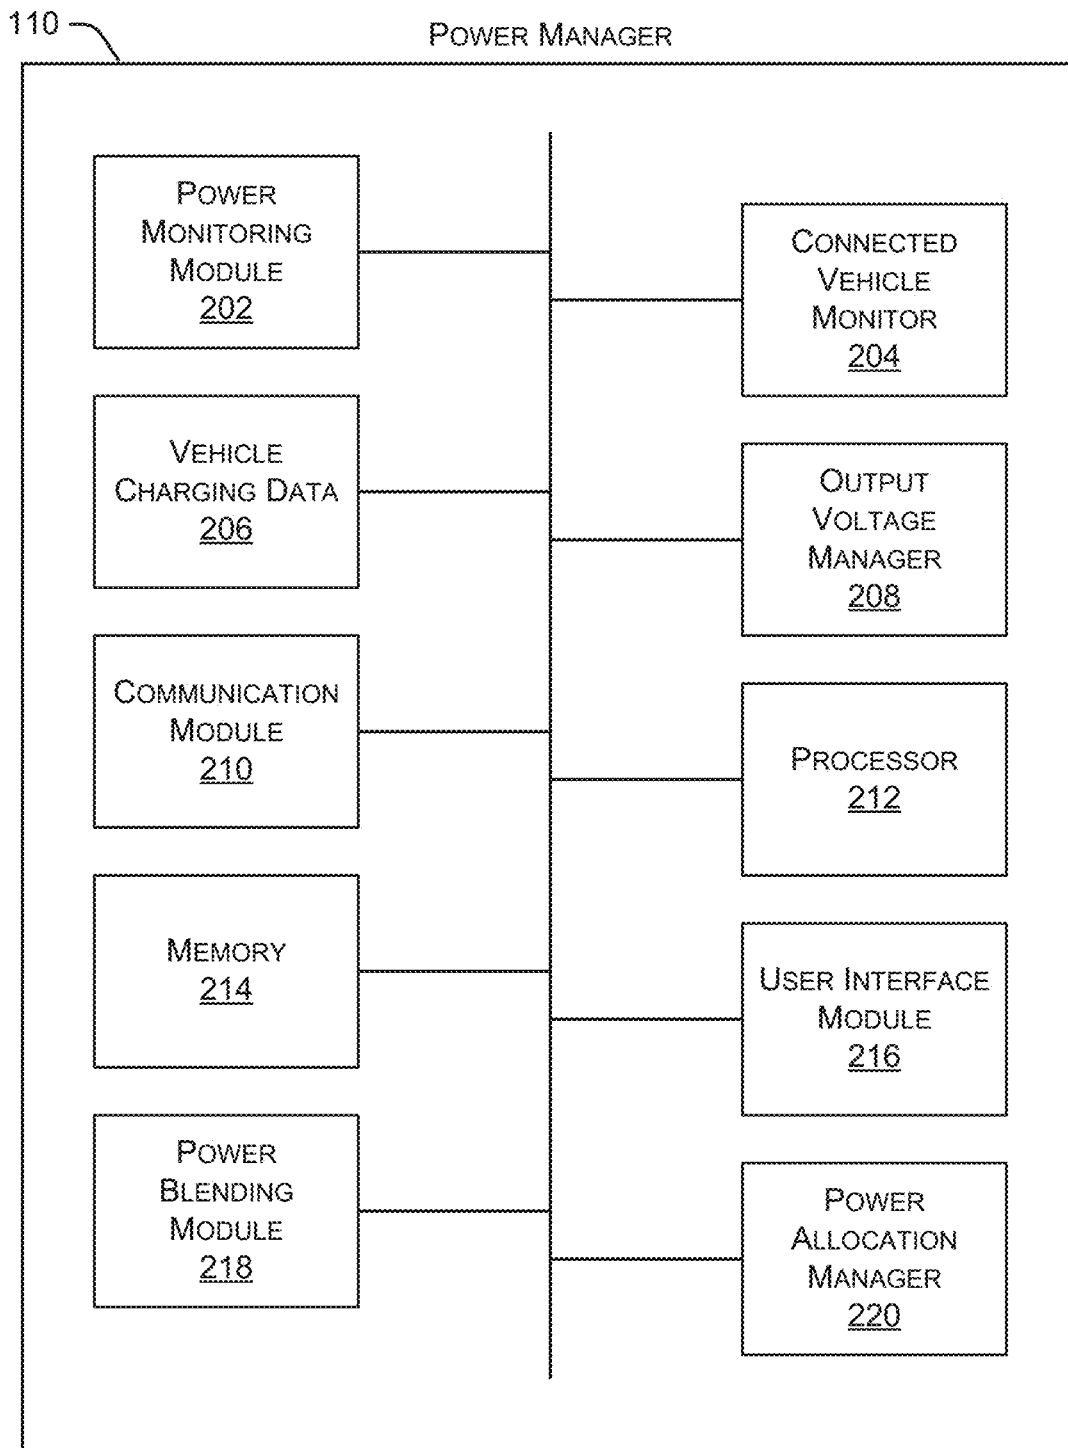 110
POWER MANAGER
POWER
MONITORING
MODULE
202
CONNECTED
VEHICLE
MONITOR
204
VEHICLE
CHARGING DATA
206
OUTPUT
VOLTAGE
MANAGER
208
COMMUNICATION
MODULE
210
PROCESSOR
212
MEMORY
214
USER INTERFACE
MODULE
216
POWER
BLENDING
MODULE
218
POWER
ALLOCATION
MANAGER
220